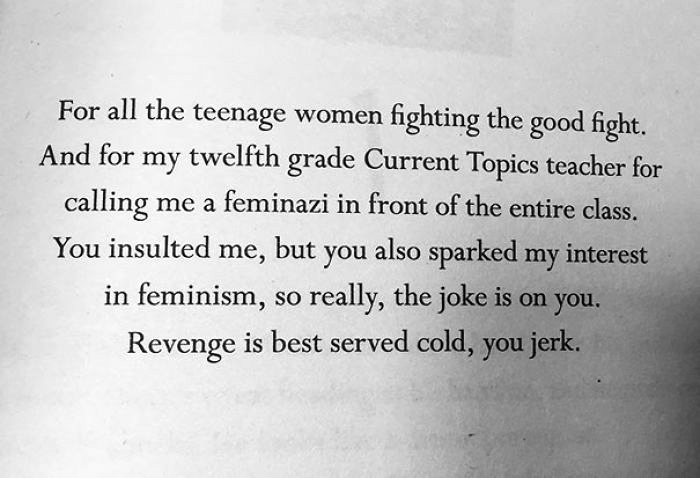 For all the teenage women fighting the good fight.
And for my twelfth grade Current Topics teacher for
calling me a feminazi in front of the entire class.
You insulted me, but you also sparked my interest
in feminism, so really, the joke is on you.
Revenge is best served cold, you jerk.